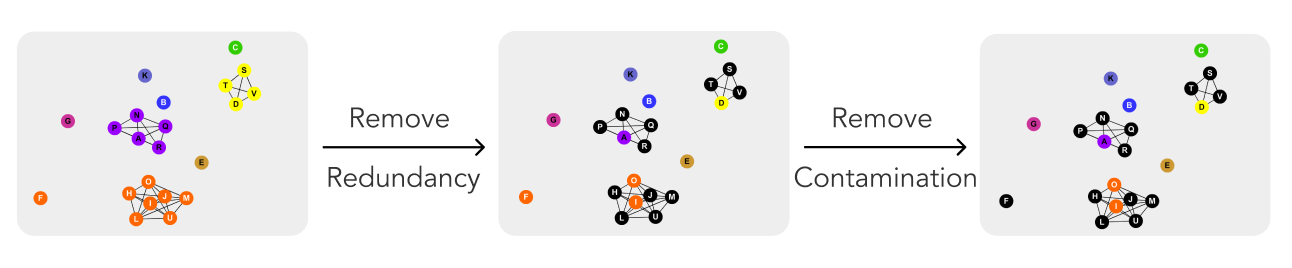 C
S
K
T
V
B
D
N
G
P
Q
A
R
E
O
H
J
F
I
M
L
U
Remove
Redundancy
C
S
K
T
V
B
D
N
G
P
Q
A
R
E
O
H
J
F
I
M
L
U
Remove
Contamination
C
S
K
T
V
B
D
N
G
P
Q
A
R
E
O
H
J
F
I
M
L
U